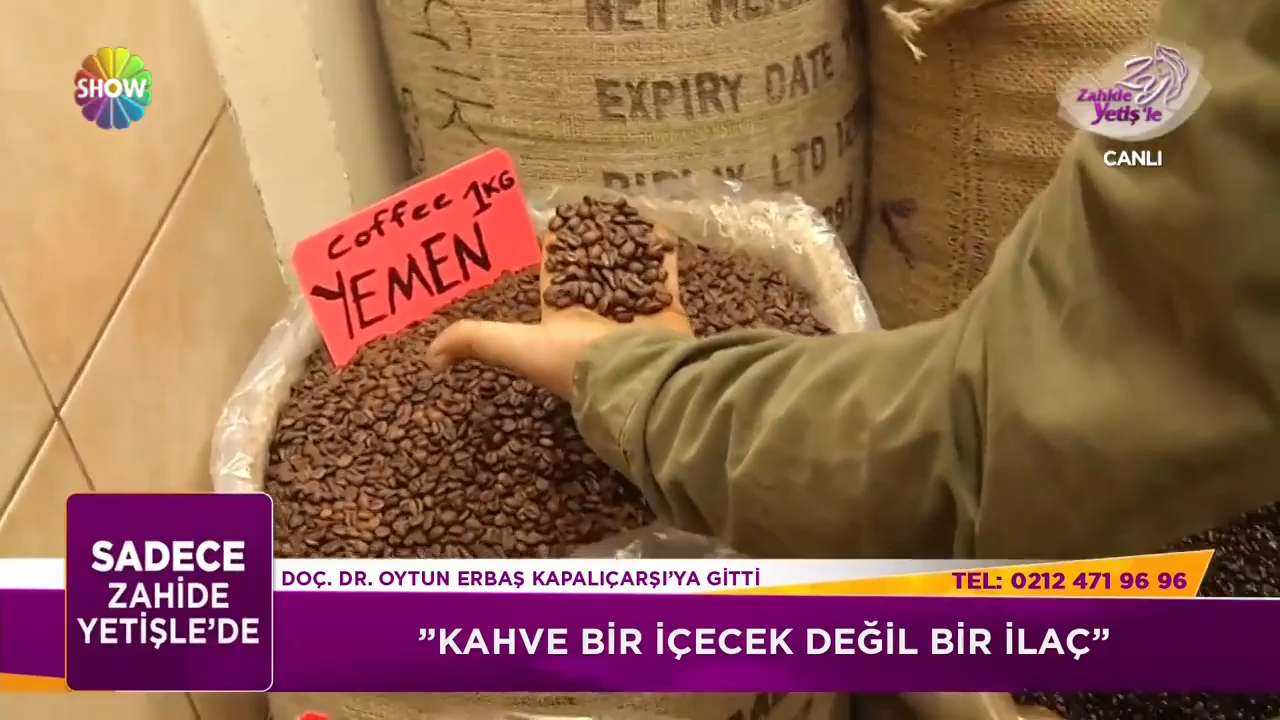 SHOW
Zahide
Yetiş'le
CANLI
EXPIRY DATE
LTD
Coffee 1KG
YEMEN
SADECE
ZAHİDE
YETİŞLE'DE
DOÇ. DR. OYTUN ERBAŞ KAPALIÇARŞI'YA GİTTİ
TEL: 0212 471 96 96
"KAHVE BİR İÇECEK DEĞİL BİR İLAÇ"